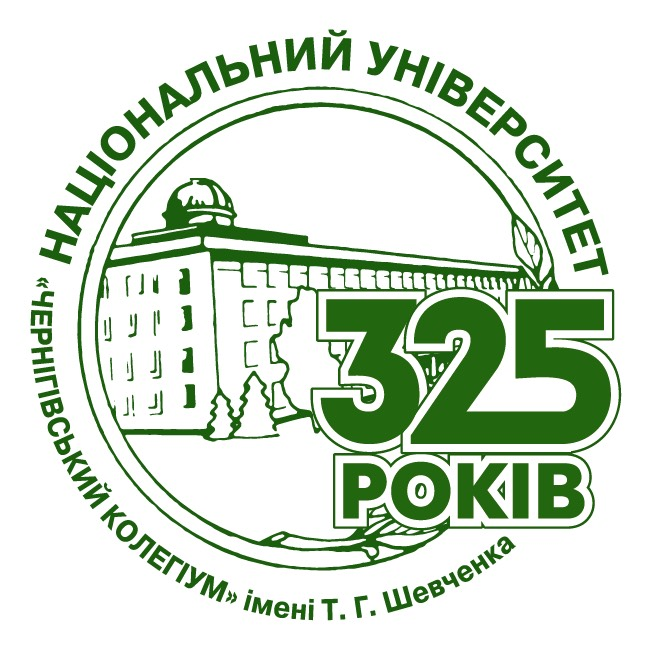 НАЦІОНАЛЬНИЙ УНІВЕРСИТЕТ
«ЧЕРНІГІВСЬКИЙ КОЛЕГІУМ» імені Т. Г. Шевченка
325
РОКІВ